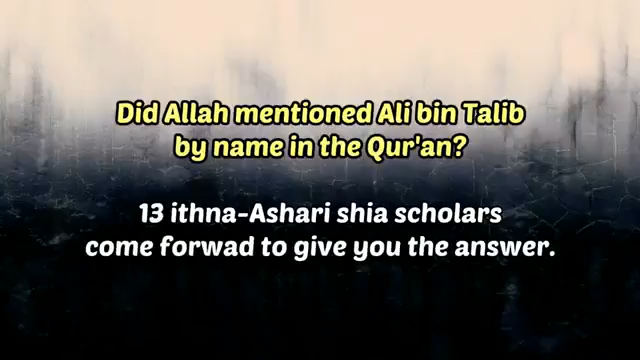 Did Allah mentioned Ali bin Talib
by name in the Qur'an?
13 ithna-Ashari shia scholars
come forwad to give you the answer.